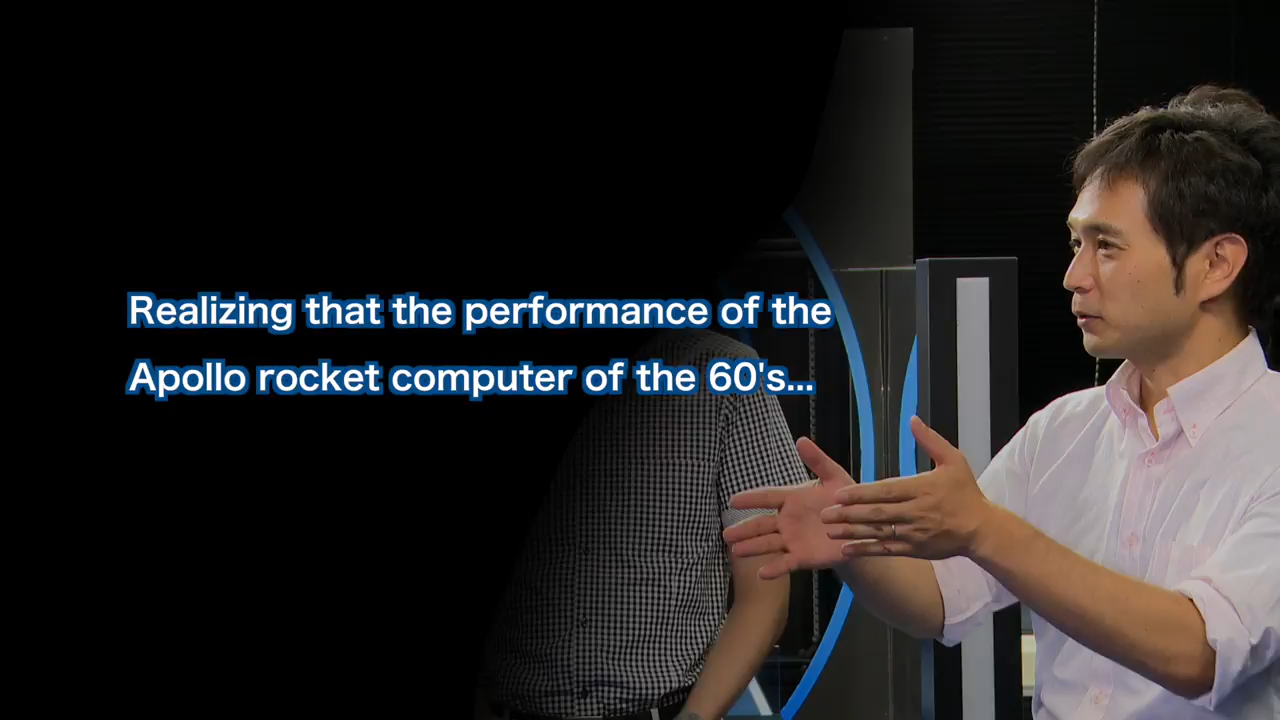 Realizing that the performance of the
Apollo rocket computer of the 60's...